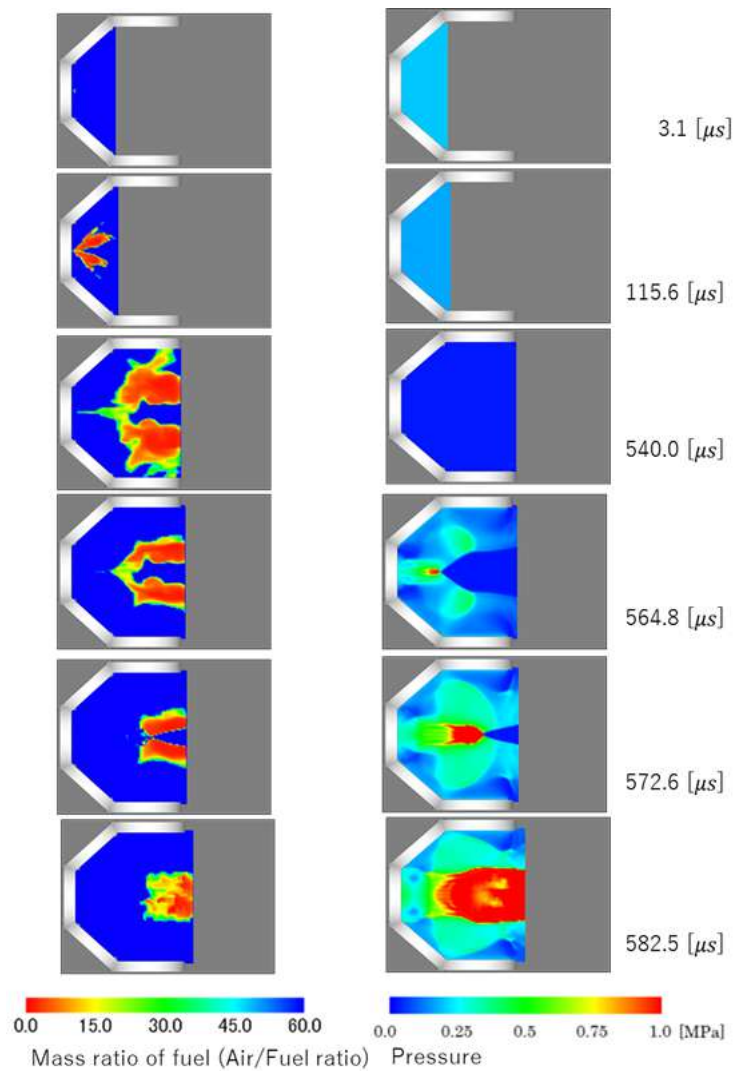 3.1 [μs]
115.6 [μs]
540.0 [μs]
564.8 [μs]
572.6 [μs]
582.5 [μs]
0.0 15.0 30.0 45.0 60.0
Mass ratio of fuel (Air/Fuel ratio)
0.0 0.25 0.5 0.75 1.0 [MPa]
Pressure